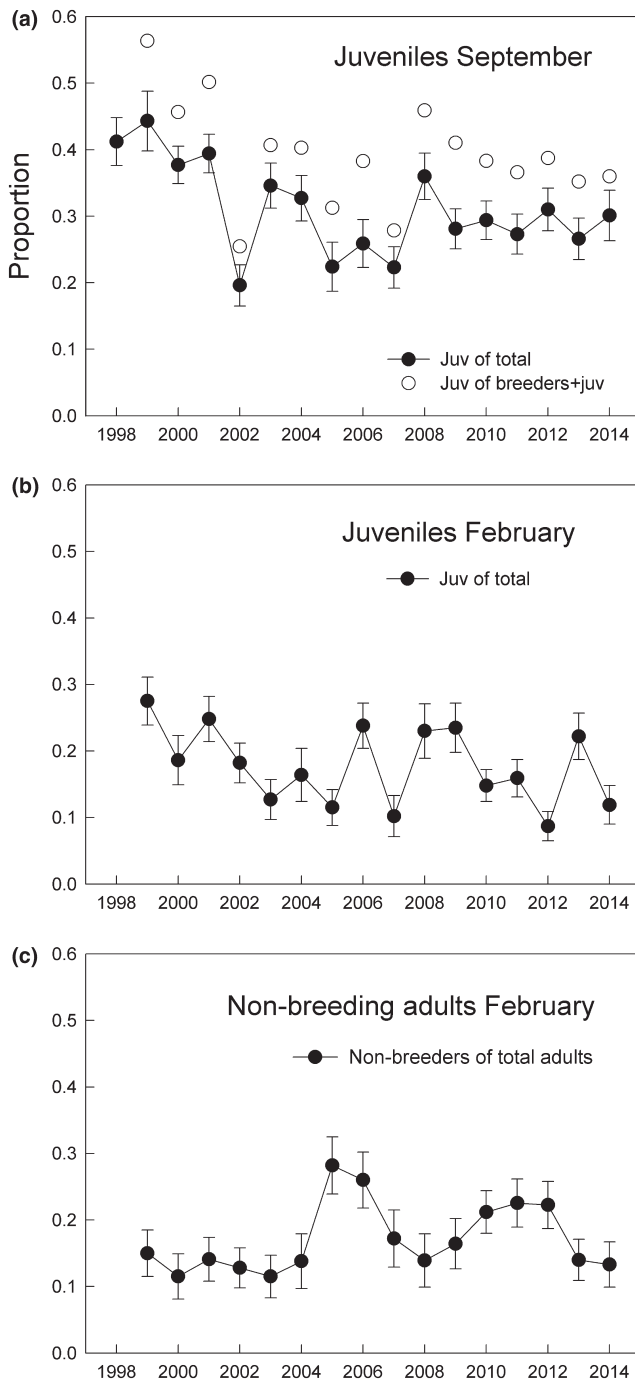 (a)
0.6
0.5
0.4
0.3
0.2
0.1
0.0
Proportion
Juveniles September
Juv of total
Juv of breeders+juv
1998 2000 2002 2004 2006 2008 2010 2012 2014
(b)
0.6
0.5
0.4
0.3
0.2
0.1
0.0
Juveniles February
Juv of total
1998 2000 2002 2004 2006 2008 2010 2012 2014
(c)
0.6
0.5
0.4
0.3
0.2
0.1
0.0
Non-breeding adults February
Non-breeders of total adults
1998 2000 2002 2004 2006 2008 2010 2012 2014